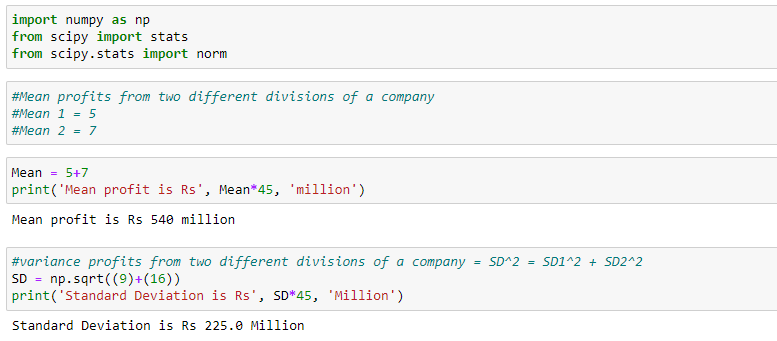 import numpy as np
from scipy import stats
from scipy.stats import norm
#Mean profits from two different divisions of a company
#Mean 1 = 5
#Mean 2 = 7
Mean = 5+7
print('Mean profit is Rs', Mean*45, 'million')
Mean profit is Rs 540 million
#variance profits from two different divisions of a company = SD^2 = SD1^2 + SD2^2
SD = np.sqrt((9)+(16))
print('Standard Deviation is Rs', SD*45, 'Million')
Standard Deviation is Rs 225.0 Million